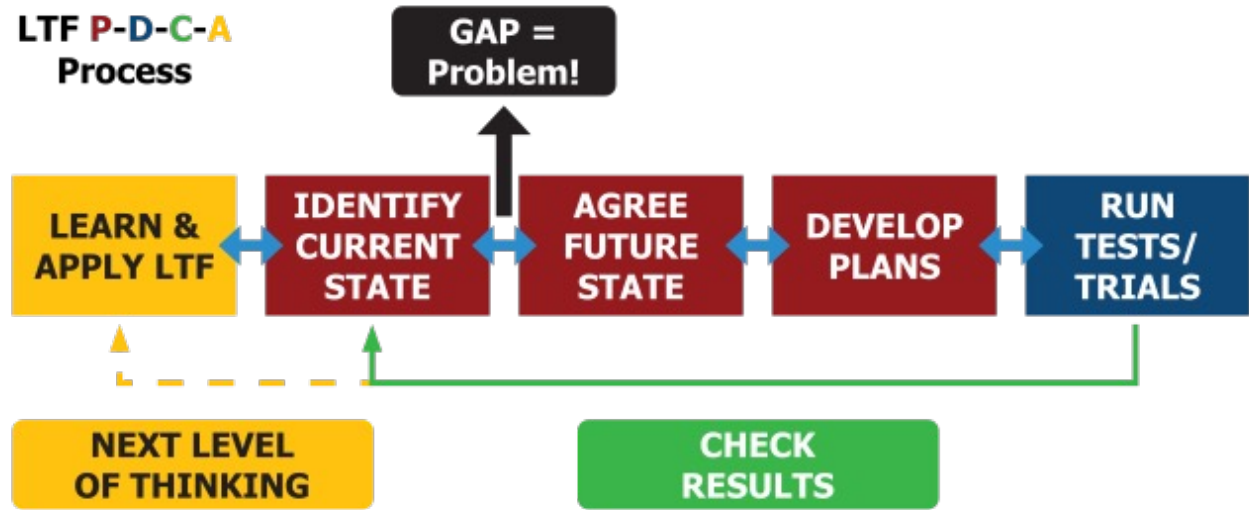 LTF P-D-C-A
Process
GAP =
Problem!
LEARN &
APPLY LTF
IDENTIFY
CURRENT
STATE
AGREE
FUTURE
STATE
DEVELOP
PLANS
RUN
TESTS/
TRIALS
NEXT LEVEL
OF THINKING
CHECK
RESULTS